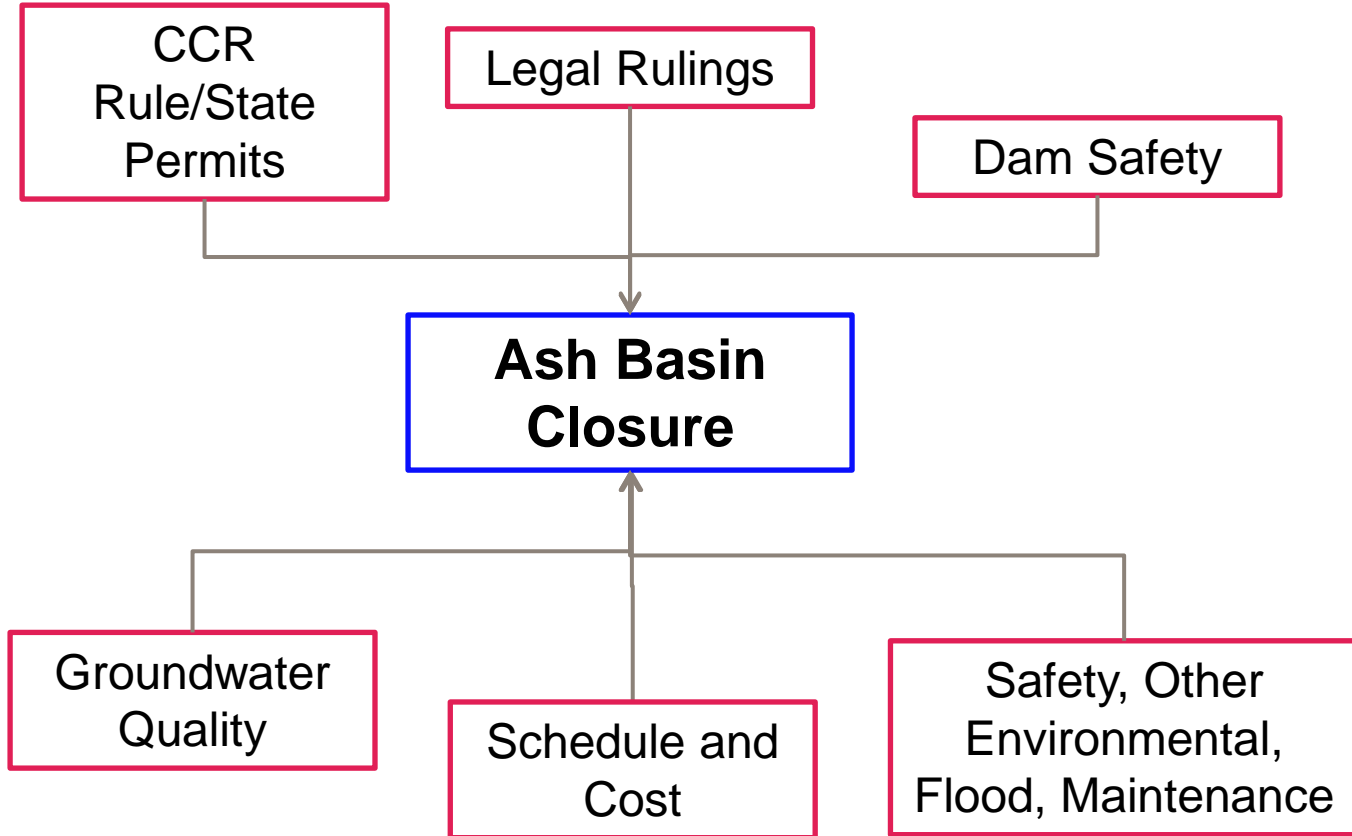 CCR
Rule/State
Permits
Legal Rulings
Dam Safety
Ash Basin
Closure
Groundwater
Quality
Schedule and
Cost
Safety, Other
Environmental,
Flood, Maintenance